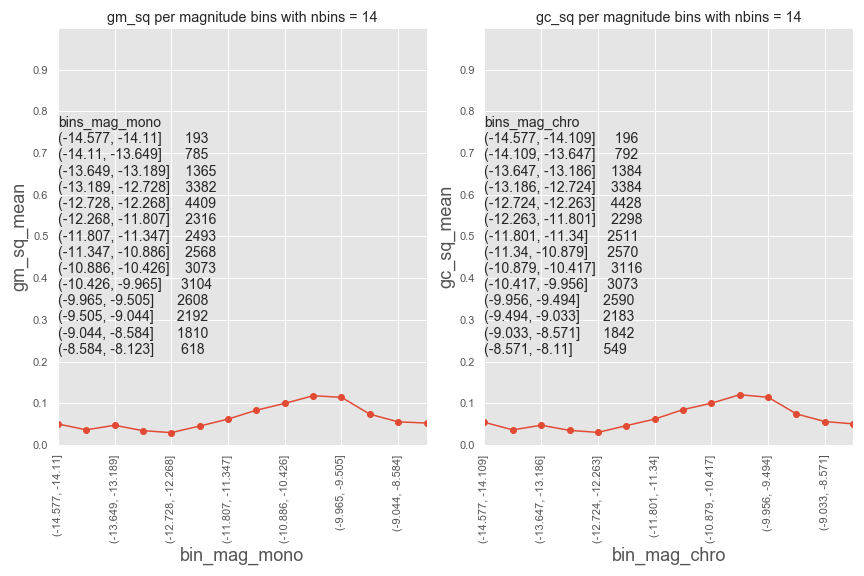 gm_sq per magnitude bins with nbins = 14
gm_sq_mean
0.9
0.8
0.7
0.6
0.5
0.4
0.3
0.2
0.1
0.0
bins_mag_mono
(-14.577, -14.11] 193
(-14.11, -13.649] 785
(-13.649, -13.189] 1365
(-13.189, -12.728] 3382
(-12.728, -12.268] 4409
(-12.268, -11.807] 2316
(-11.807, -11.347] 2493
(-11.347, -10.886] 2568
(-10.886, -10.426] 3073
(-10.426, -9.965] 3104
(-9.965, -9.505] 2608
(-9.505, -9.044] 2192
(-9.044, -8.584] 1810
(-8.584, -8.123] 618
(-14.577, -14.11]
(-13.649, -13.189]
(-12.728, -12.268]
(-11.807, -11.347]
(-10.886, -10.426]
(-9.965, -9.505]
(-9.044, -8.584]
bin_mag_mono
gc_sq per magnitude bins with nbins = 14
gc_sq_mean
0.9
0.8
0.7
0.6
0.5
0.4
0.3
0.2
0.1
0.0
bins_mag_chro
(-14.577, -14.109] 196
(-14.109, -13.647] 792
(-13.647, -13.186] 1384
(-13.186, -12.724] 3384
(-12.724, -12.263] 4428
(-12.263, -11.801] 2298
(-11.801, -11.34] 2511
(-11.34, -10.879] 2570
(-10.879, -10.417] 3116
(-10.417, -9.956] 3073
(-9.956, -9.494] 2590
(-9.494, -9.033] 2183
(-9.033, -8.571] 1842
(-8.571, -8.11] 549
(-14.577, -14.109]
(-13.647, -13.186]
(-12.724, -12.263]
(-11.801, -11.34]
(-10.879, -10.417]
(-9.956, -9.494]
(-9.033, -8.571]
bin_mag_chro